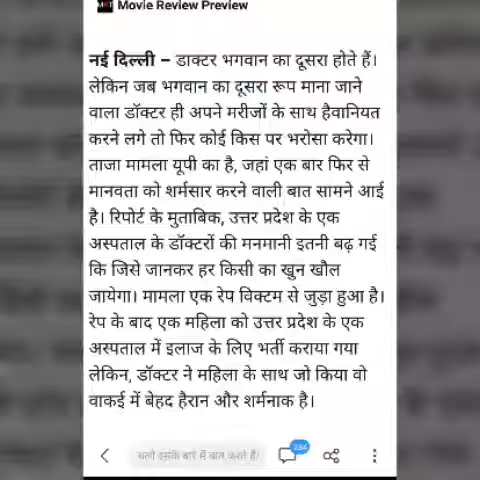 Movie Review Preview
नई दिल्ली – डाक्टर भगवान का दूसरा होते हैं।
लेकिन जब भगवान का दूसरा रूप माना जाने
वाला डॉक्टर ही अपने मरीजों के साथ हैवानियत
करने लगे तो फिर कोई किस पर भरोसा करेगा।
ताजा मामला यूपी का है, जहां एक बार फिर से
मानवता को शर्मसार करने वाली बात सामने आई
है। रिपोर्ट के मुताबिक, उत्तर प्रदेश के एक
अस्पताल के डॉक्टरों की मनमानी इतनी बढ़ गई
कि जिसे जानकर हर किसी का खुन खौल
जायेगा। मामला एक रेप विक्टम से जुड़ा हुआ है।
रेप के बाद एक महिला को उत्तर प्रदेश के एक
अस्पताल में इलाज के लिए भर्ती कराया गया
लेकिन, डॉक्टर ने महिला के साथ जो किया वो
वाकई में बेहद हैरान और शर्मनाक है।
चलो इसके बारे में बात करते हैं